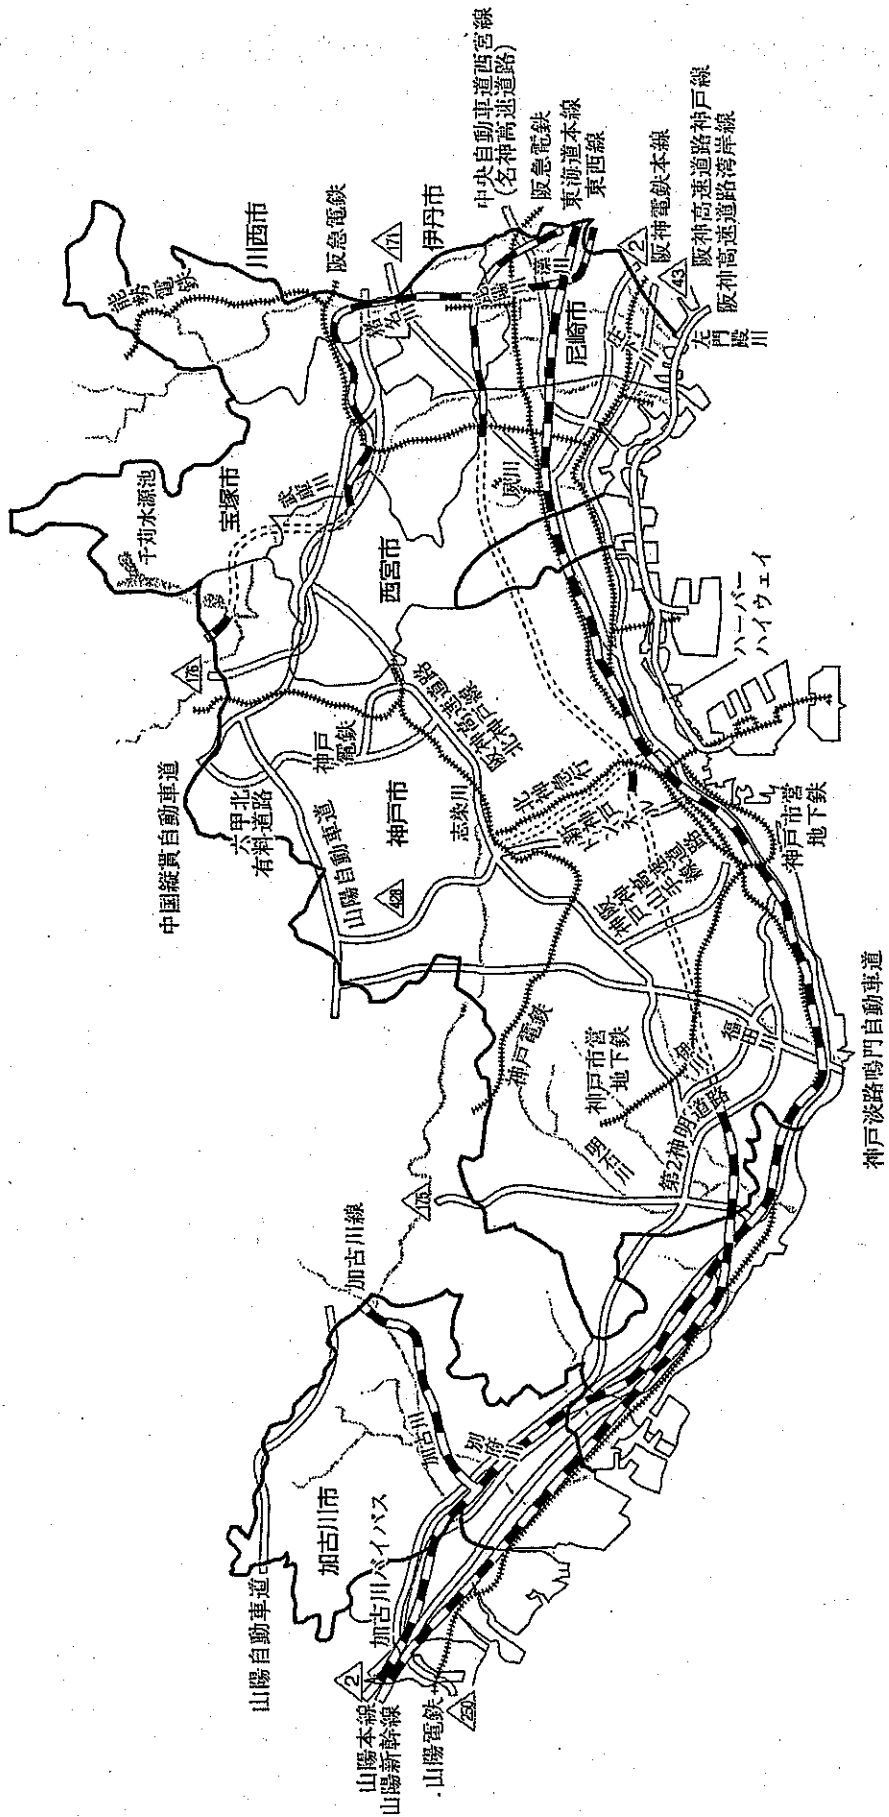 中央自動車道西宮線
(名神高速道路)
阪急電鉄
東海道本線
東西線
2
阪神電鉄本線
43
阪神高速道路神戸線
阪神高速道路湾岸線
川西市
能勢電鉄
阪急電鉄
171
伊丹市
猪名川
藻川
尼崎市
庄下川
左門殿川
千苅水源池
宝塚市
武庫川
西宮市
夙川
ハーバー
ハイウェイ
176
中国縦貫自動車道
六甲北
有料道路
神戸
電鉄
山陽自動車道
神戸市
428
志染川
阪神高速道路
北神戸線
北神急行
新神戸
トンネル
阪神高速道路
神戸山手線
神戸市営
地下鉄
神戸電鉄
神戸市営
地下鉄
伊川
福田川
明石川
第2神明道路
神戸淡路鳴門自動車道
175
加古川線
加古川
別府川
加古川市
山陽自動車道
加古川バイパス
2
山陽本線
山陽新幹線
山陽電鉄
250